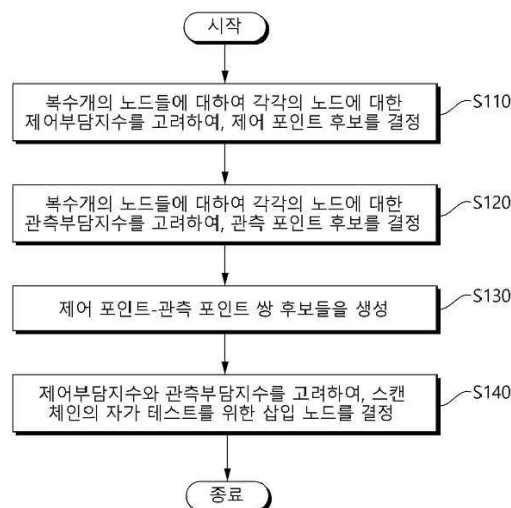 시작
복수개의 노드들에 대하여 각각의 노드에 대한
제어부담지수를 고려하여, 제어 포인트 후보를 결정
S110
복수개의 노드들에 대하여 각각의 노드에 대한
관측부담지수를 고려하여, 관측 포인트 후보를 결정
S120
제어 포인트-관측 포인트 쌍 후보들을 생성
S130
제어부담지수와 관측부담지수를 고려하여, 스캔
체인의 자가 테스트를 위한 삽입 노드를 결정
S140
종료